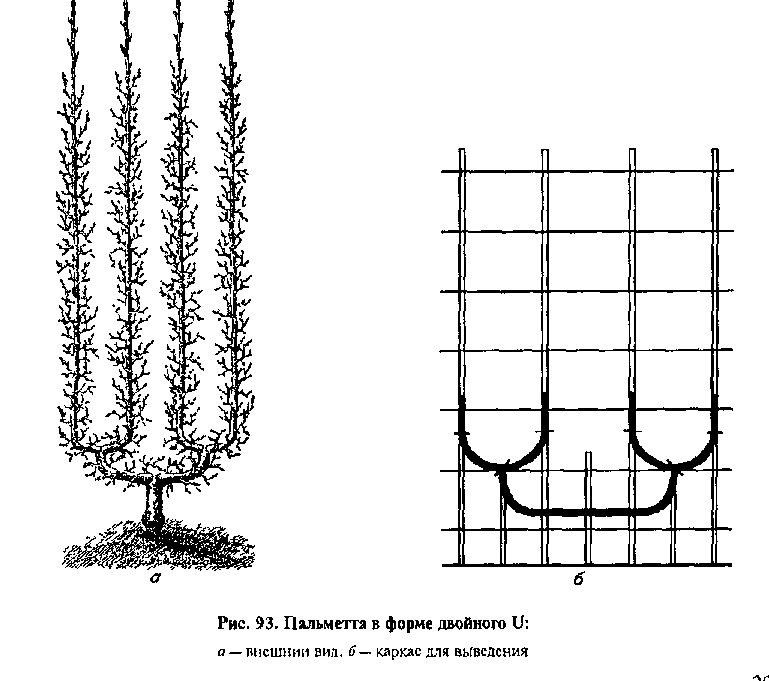 а
б
Рис. 93. Пальметта в форме двойного U:
а — внешний вид, б — каркас для выведения